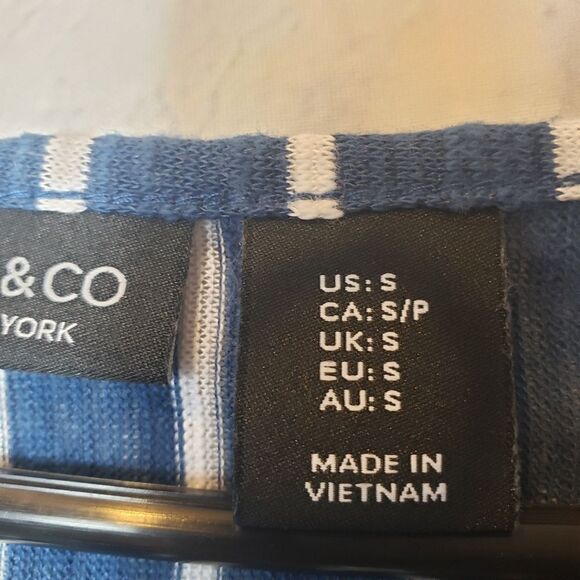 & CO
YORK
US: S
CA: S/P
UK: S
EU: S
AU: S
MADE IN
VIETNAM